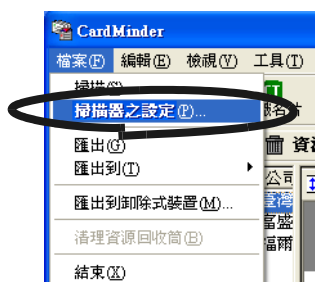 CardMinder
檔案(F) 編輯(E) 檢視(V) 工具(T)
掃描器之設定(P)...
匯出(G)
匯出到(T)
匯出到卸除式裝置(M)...
清理資源回收筒(B)
結束(X)
公司
臺灣
富盛
福爾